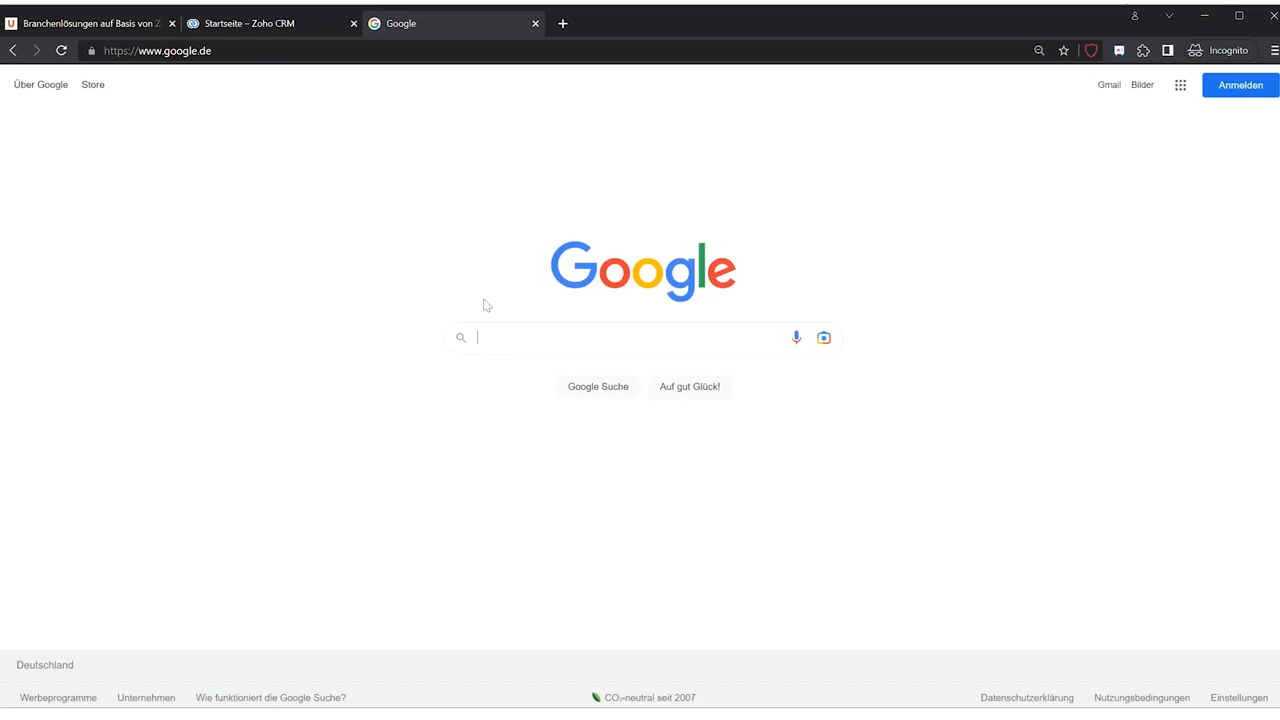 Branchenlösungen auf Basis von Z
Startseite – Zoho CRM
Google
https://www.google.de
Incognito
Über Google
Store
Gmail
Bilder
Anmelden
Google
Google Suche
Auf gut Glück!
Deutschland
Werbeprogramme
Unternehmen
Wie funktioniert die Google Suche?
CO₂-neutral seit 2007
Datenschutzerklärung
Nutzungsbedingungen
Einstellungen